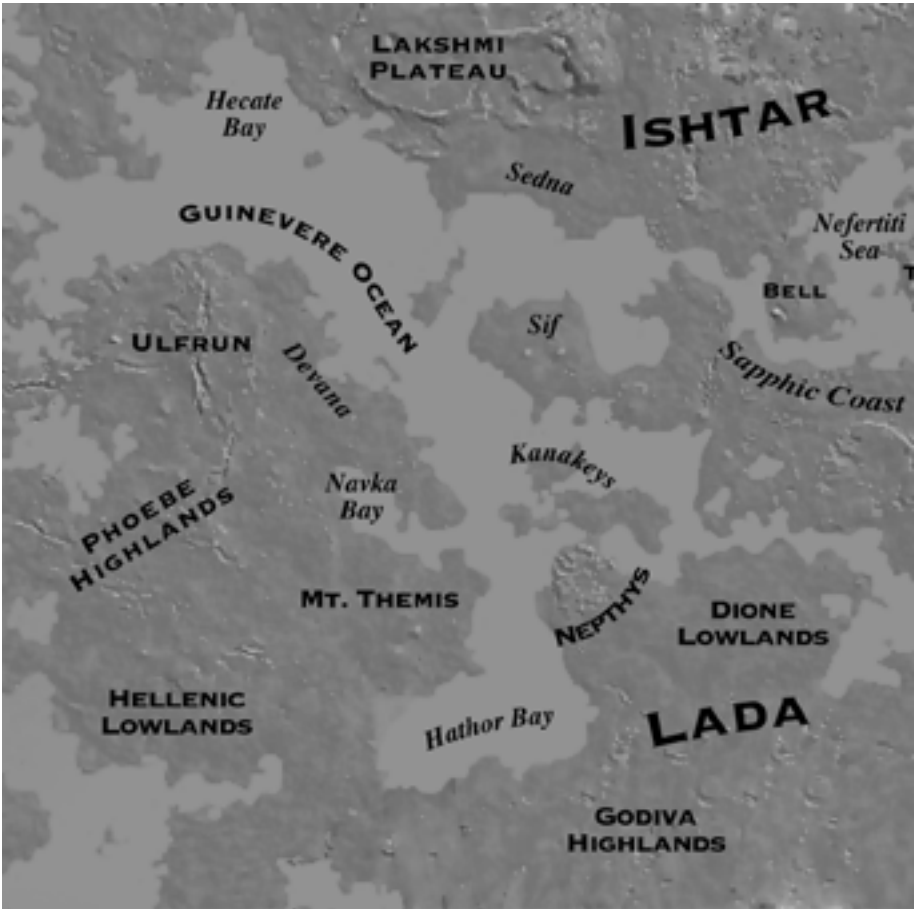 LAKSHMI
PLATEAU
Hecate
Bay
ISHTAR
Sedna
GUINEVERE OCEAN
Nefertiti
Sea
T
BELL
Sif
ULFRUN
Devana
Sapphic Coast
Kanakeys
Navka
Bay
PHOEBE
HIGHLANDS
MT. THEMIS
NEPTHYS
DIONE
LOWLANDS
HELLENIC
LOWLANDS
Hathor Bay
LADA
GODIVA
HIGHLANDS